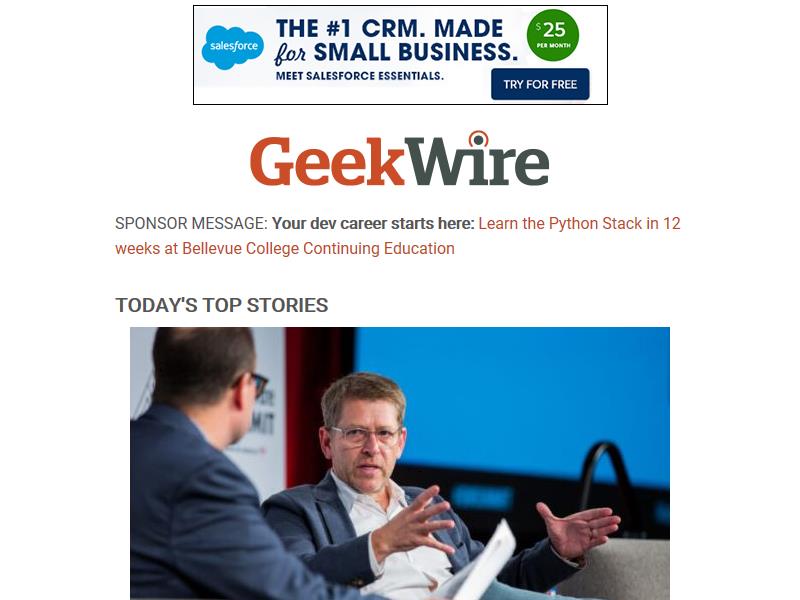 salesforce
THE #1 CRM. MADE
for SMALL BUSINESS.
MEET SALESFORCE ESSENTIALS.
$25
PER MONTH
TRY FOR FREE
GeekWire
SPONSOR MESSAGE: Your dev career starts here: Learn the Python Stack in 12
weeks at Bellevue College Continuing Education
TODAY'S TOP STORIES